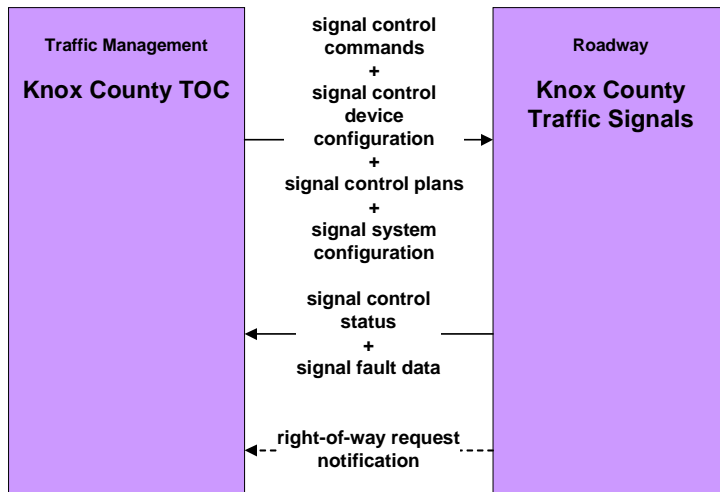 Traffic Management
Knox County TOC
signal control
commands
+
signal control
device
configuration
+
signal control plans
+
signal system
configuration
signal control
status
+
signal fault data
right-of-way request
notification
Roadway
Knox County
Traffic Signals